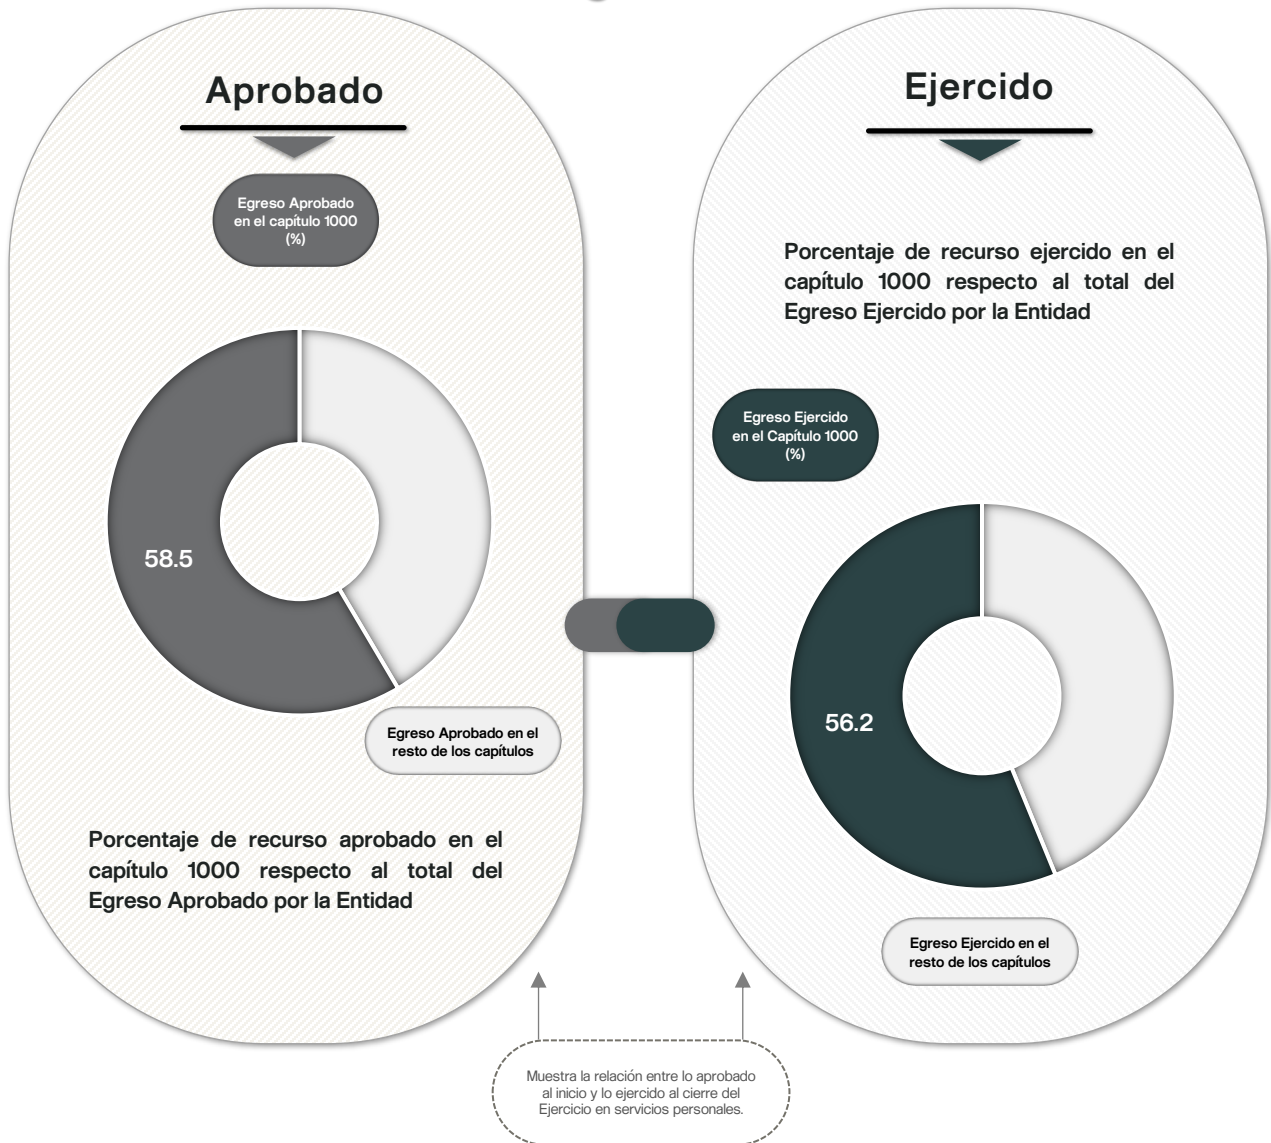 Aprobado
Egreso Aprobado
en el capítulo 1000
(%)
58.5
Egreso Aprobado en el
resto de los capítulos
Porcentaje de recurso aprobado en el
capítulo 1000 respecto al total del
Egreso Aprobado por la Entidad
Ejercido
Porcentaje de recurso ejercido en el
capítulo 1000 respecto al total del
Egreso Ejercido por la Entidad
Egreso Ejercido
en el Capítulo 1000
(%)
56.2
Egreso Ejercido en el
resto de los capítulos
Muestra la relación entre lo aprobado
al inicio y lo ejercido al cierre del
Ejercicio en servicios personales.